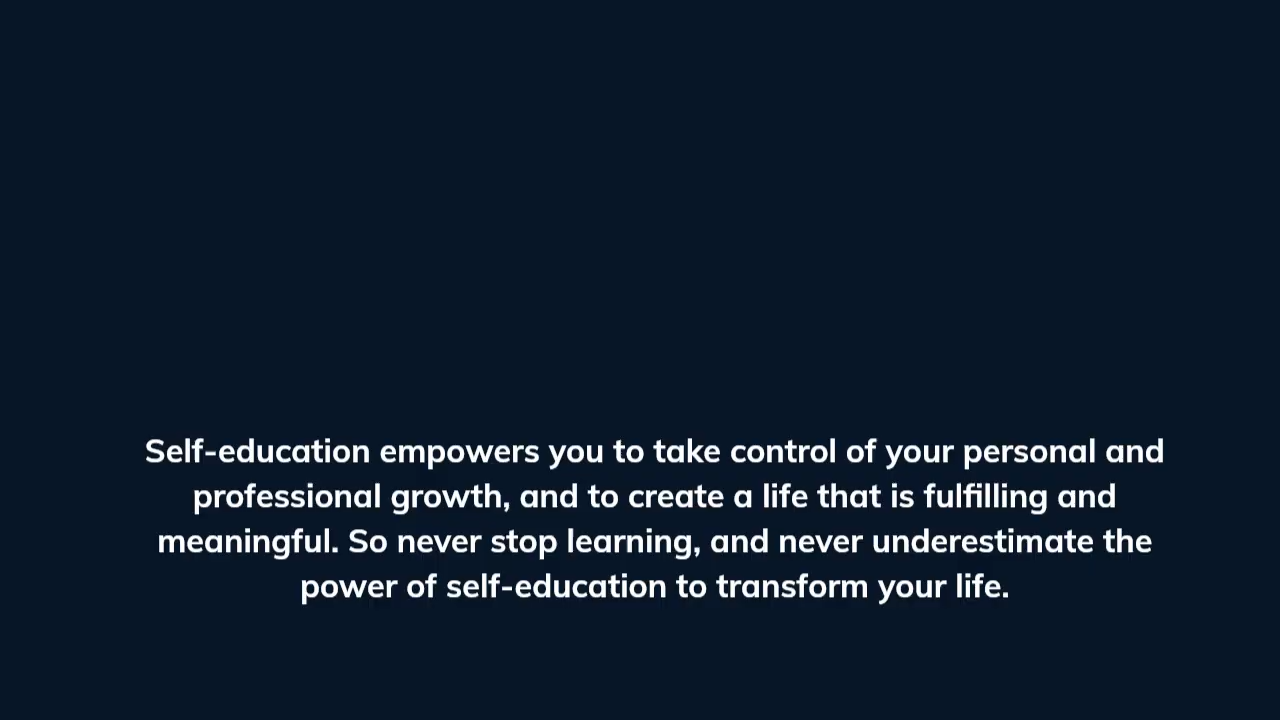 Self-education empowers you to take control of your personal and
professional growth, and to create a life that is fulfilling and
meaningful. So never stop learning, and never underestimate the
power of self-education to transform your life.